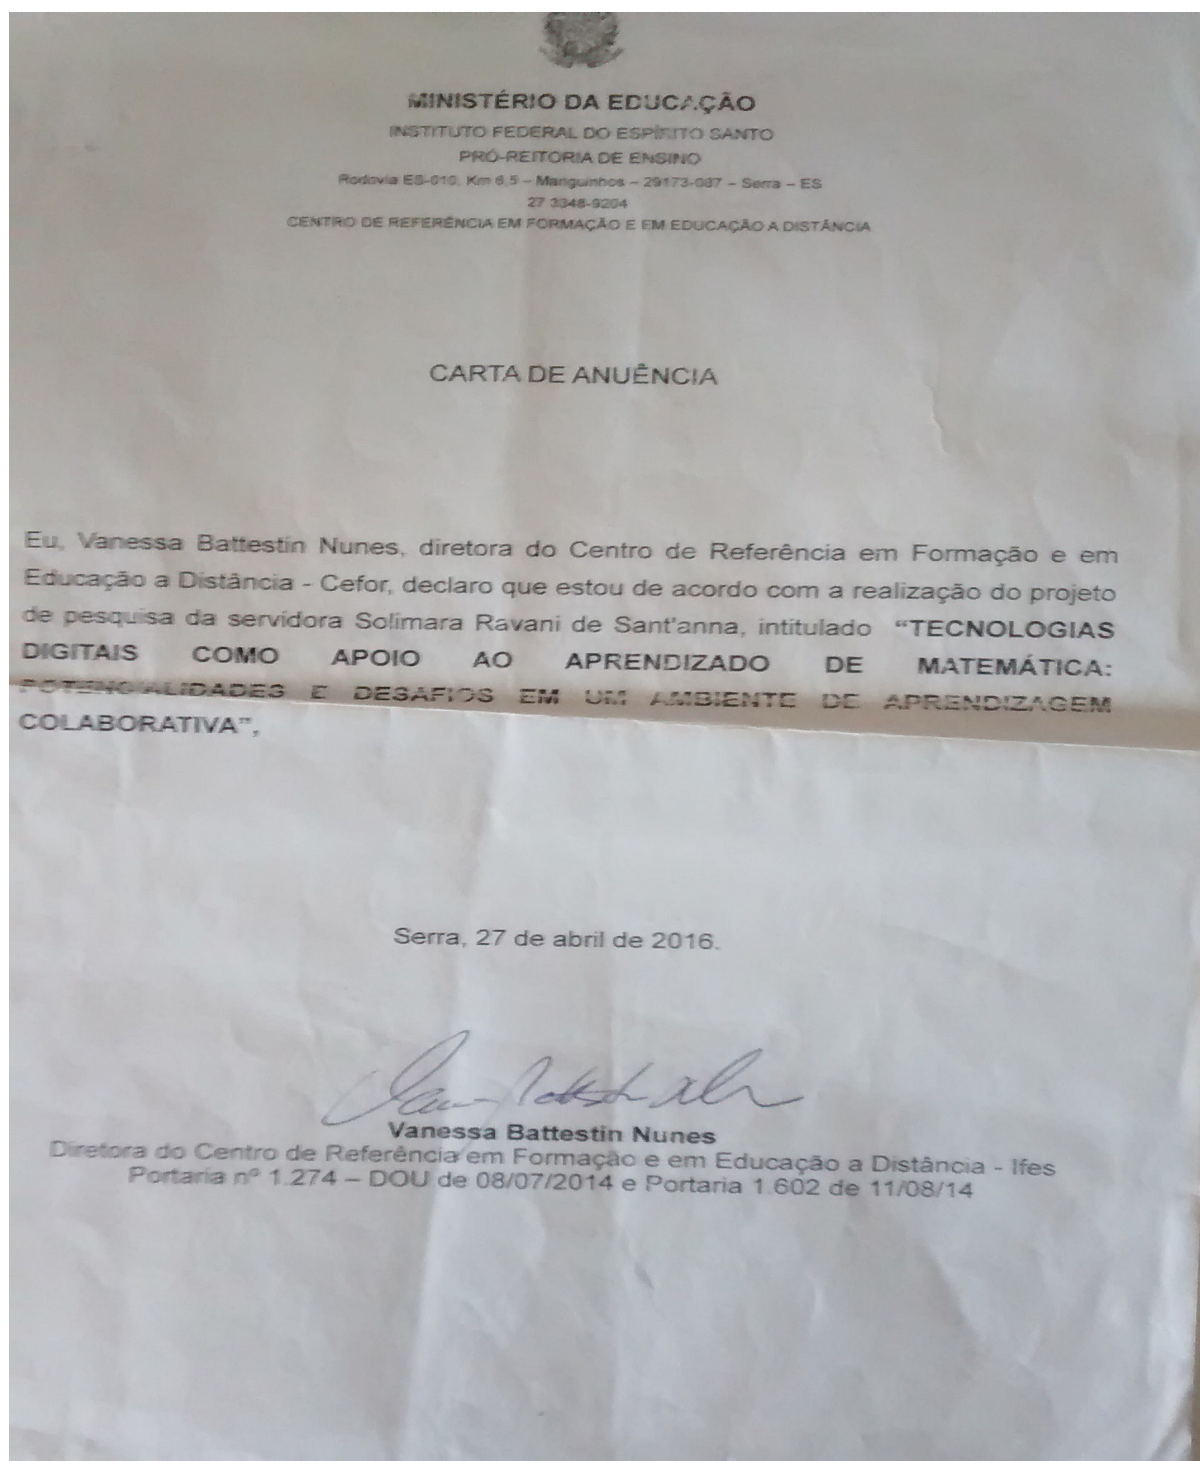 MINISTÉRIO DA EDUCAÇÃO
INSTITUTO FEDERAL DO ESPÍRITO SANTO
PRÓ-REITORIA DE ENSINO
Rodovia ES-010, Km 6,5 – Manguinhos – 29173-087 – Serra – ES
27 3348-9204
CENTRO DE REFERÊNCIA EM FORMAÇÃO E EM EDUCAÇÃO A DISTÂNCIA
CARTA DE ANUÊNCIA
Eu, Vanessa Battestin Nunes, diretora do Centro de Referência em Formação e em
Educação a Distância - Cefor, declaro que estou de acordo com a realização do projeto
de pesquisa da servidora Solimara Ravani de Sant'anna, intitulado “TECNOLOGIAS
DIGITAIS COMO APOIO AO APRENDIZADO DE MATEMÁTICA:
POTENCIALIDADES E DESAFIOS EM UM AMBIENTE DE APRENDIZAGEM
COLABORATIVA”,
Serra, 27 de abril de 2016.
Vanessa Battestin Nunes
Diretora do Centro de Referência em Formação e em Educação a Distância - Ifes
Portaria nº 1.274 – DOU de 08/07/2014 e Portaria 1.602 de 11/08/14